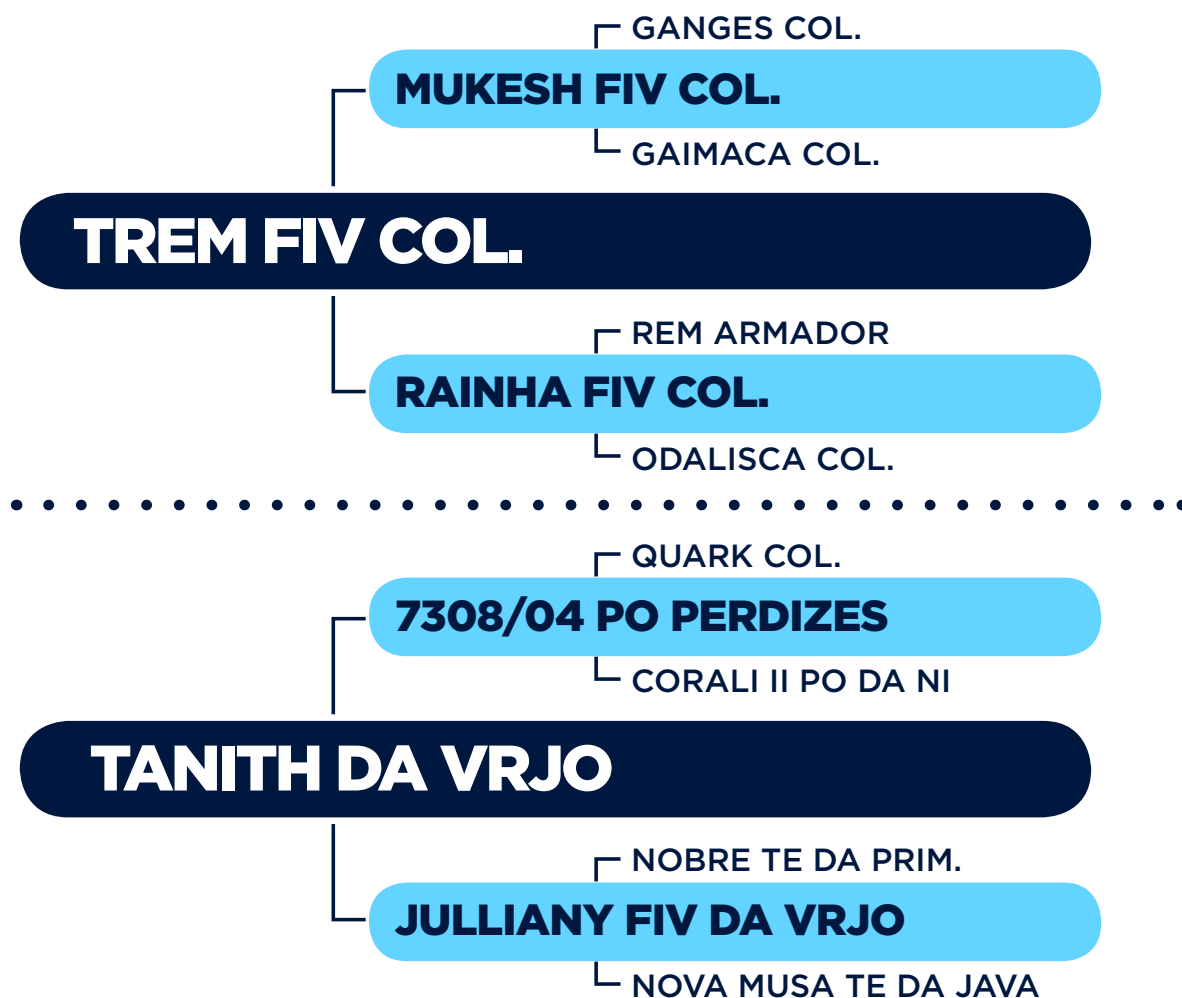 GANGES COL.
MUKESH FIV COL.
GAIMACA COL.
TREM FIV COL.
REM ARMADOR
RAINHA FIV COL.
ODALISCA COL.
QUARK COL.
7308/04 PO PERDIZES
CORALI II PO DA NI
TANITH DA VRJO
NOBRE TE DA PRIM.
JULLIANY FIV DA VRJO
NOVA MUSA TE DA JAVA